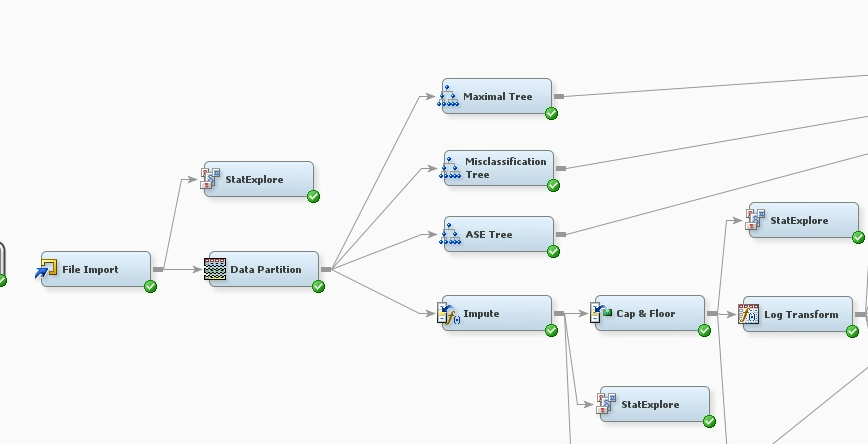 Maximal Tree
Misclassification
Tree
StatExplore
StatExplore
ASE Tree
File Import
Data Partition
Impute
Cap & Floor
Log Transform
StatExplore